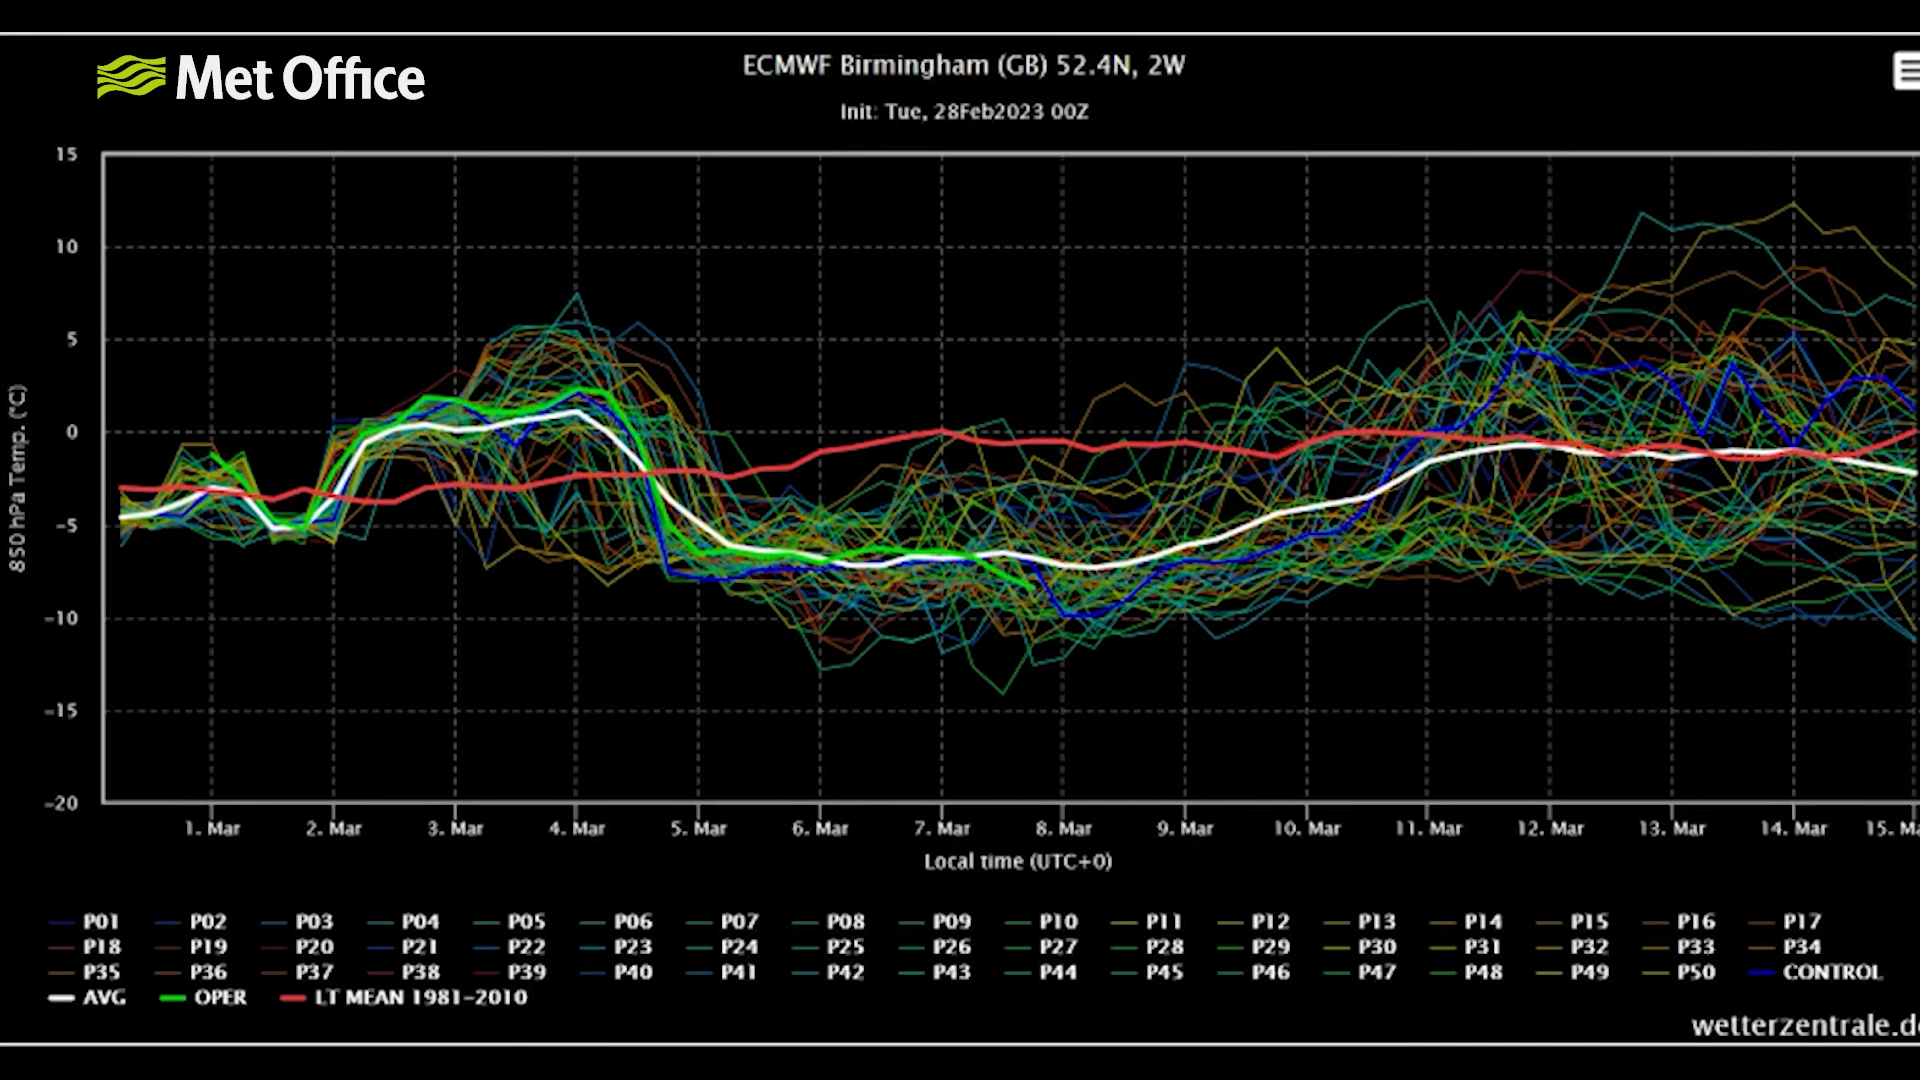 Met Office
ECMWF Birmingham (GB) 52.4N, 2W
Init: Tue, 28Feb2023 00Z
15
10
5
0
-5
-10
-15
-20
850 hPa Temp. (°C)
1. Mar 2. Mar 3. Mar 4. Mar 5. Mar 6. Mar 7. Mar 8. Mar 9. Mar 10. Mar 11. Mar 12. Mar 13. Mar 14. Mar 15. Ma
Local time (UTC+0)
P01 P02 P03 P04 P05 P06 P07 P08 P09 P10 P11 P12 P13 P14 P15 P16 P17
P18 P19 P20 P21 P22 P23 P24 P25 P26 P27 P28 P29 P30 P31 P32 P33 P34
P35 P36 P37 P38 P39 P40 P41 P42 P43 P44 P45 P46 P47 P48 P49 P50 CONTROL
AVG OPER LT MEAN 1981-2010
wetterzentrale.de